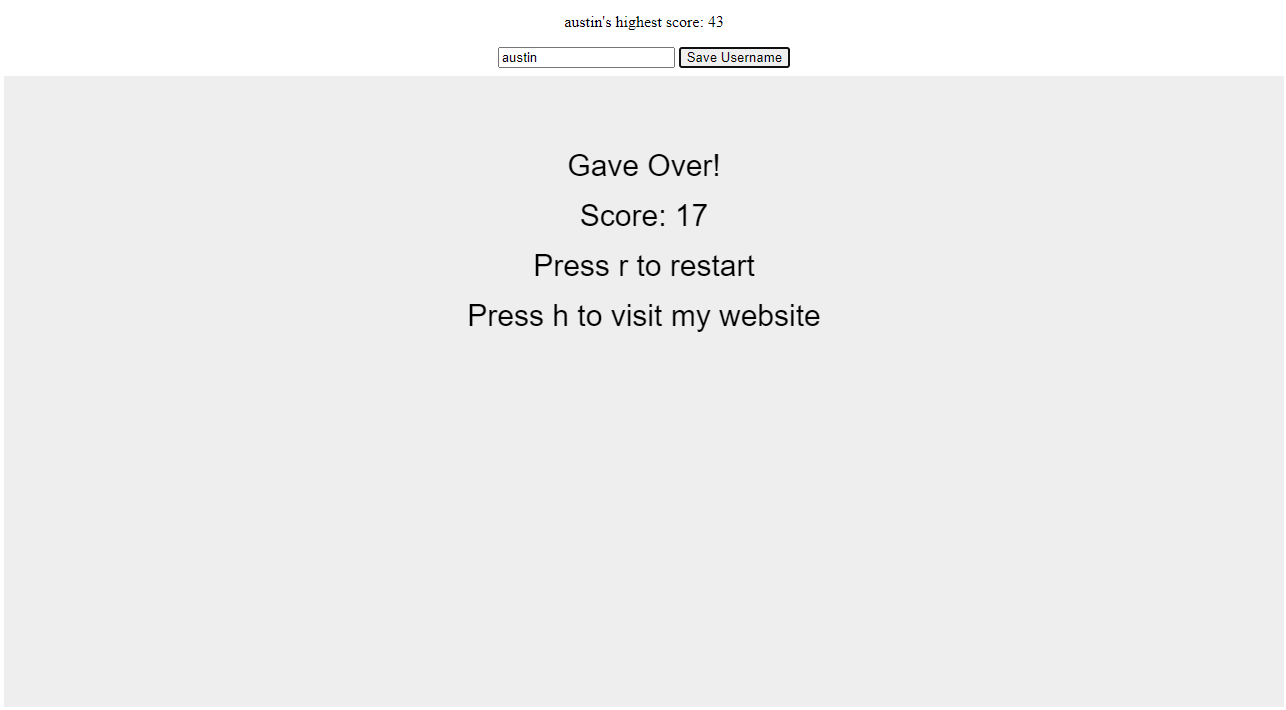 austin's highest score: 43
austin Save Username
Gave Over!
Score: 17
Press r to restart
Press h to visit my website